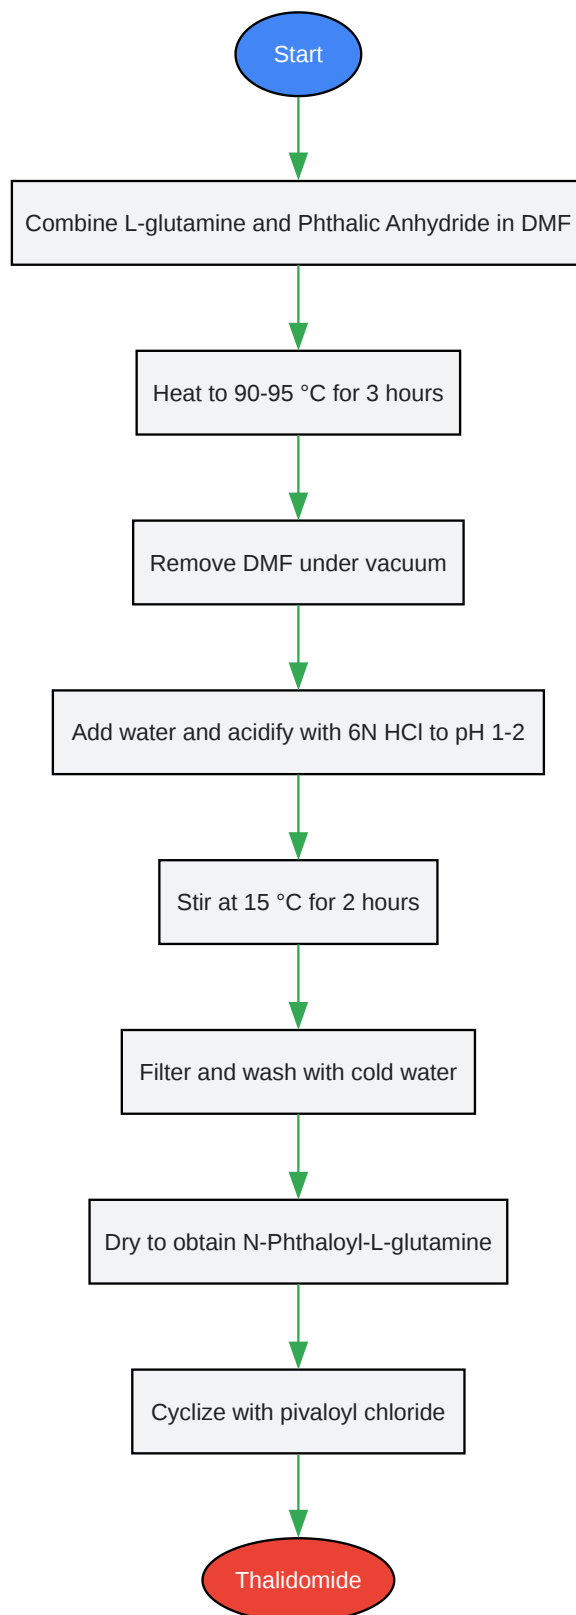 Start
Combine L-glutamine and Phthalic Anhydride in DMF
Heat to 90-95 °C for 3 hours
Remove DMF under vacuum
Add water and acidify with 6N HCl to pH 1-2
Stir at 15 °C for 2 hours
Filter and wash with cold water
Dry to obtain N-Phthaloyl-L-glutamine
Cyclize with pivaloyl chloride
Thalidomide